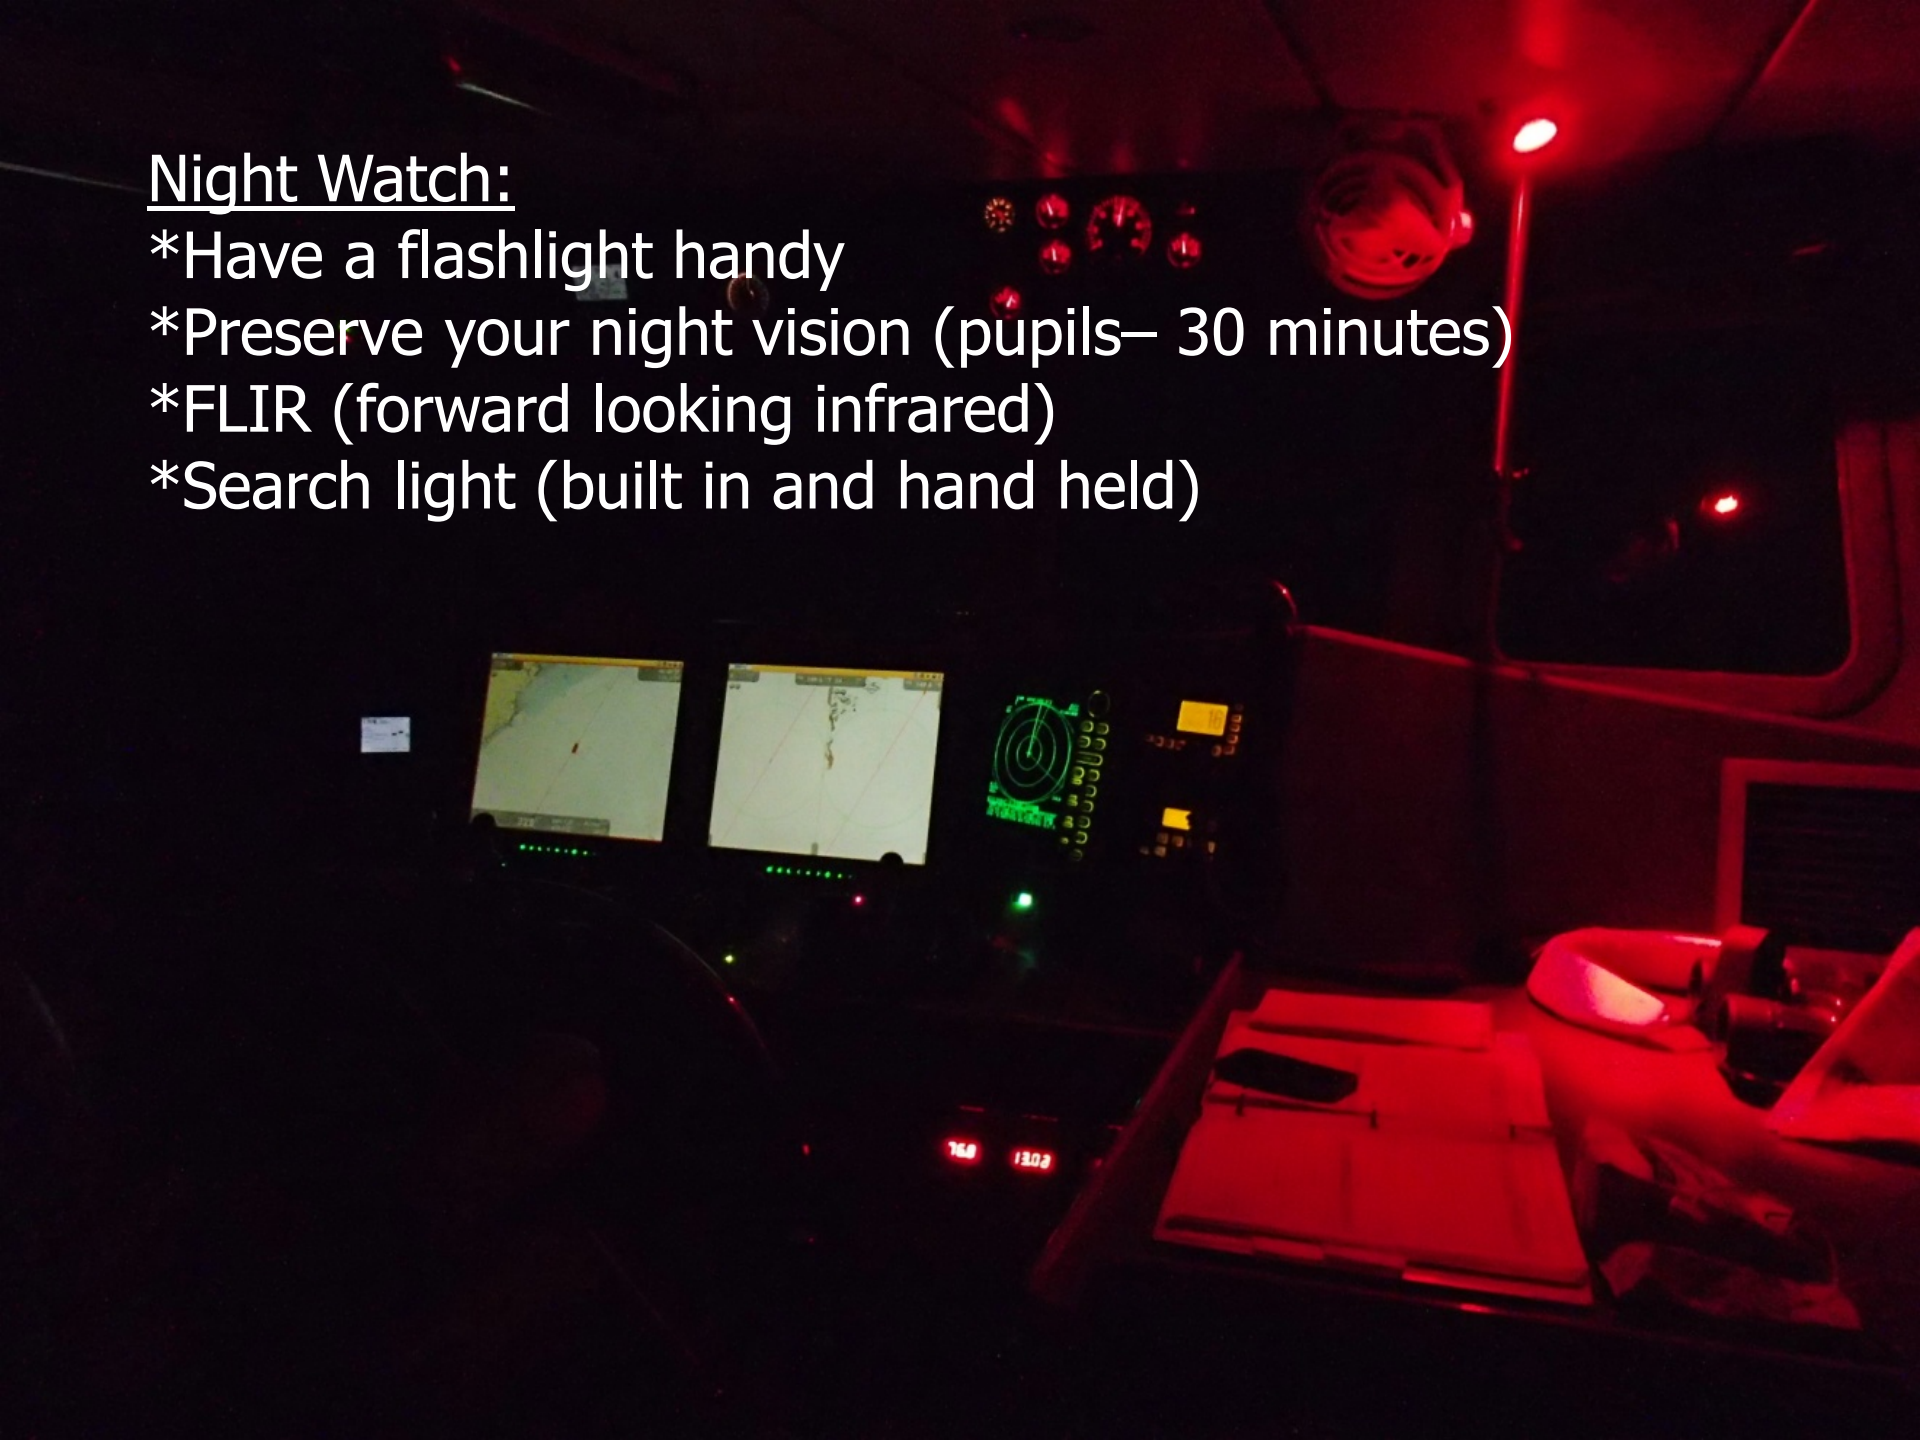 Night Watch:
*Have a flashlight handy
*Preserve your night vision (pupils– 30 minutes)
*FLIR (forward looking infrared)
*Search light (built in and hand held)